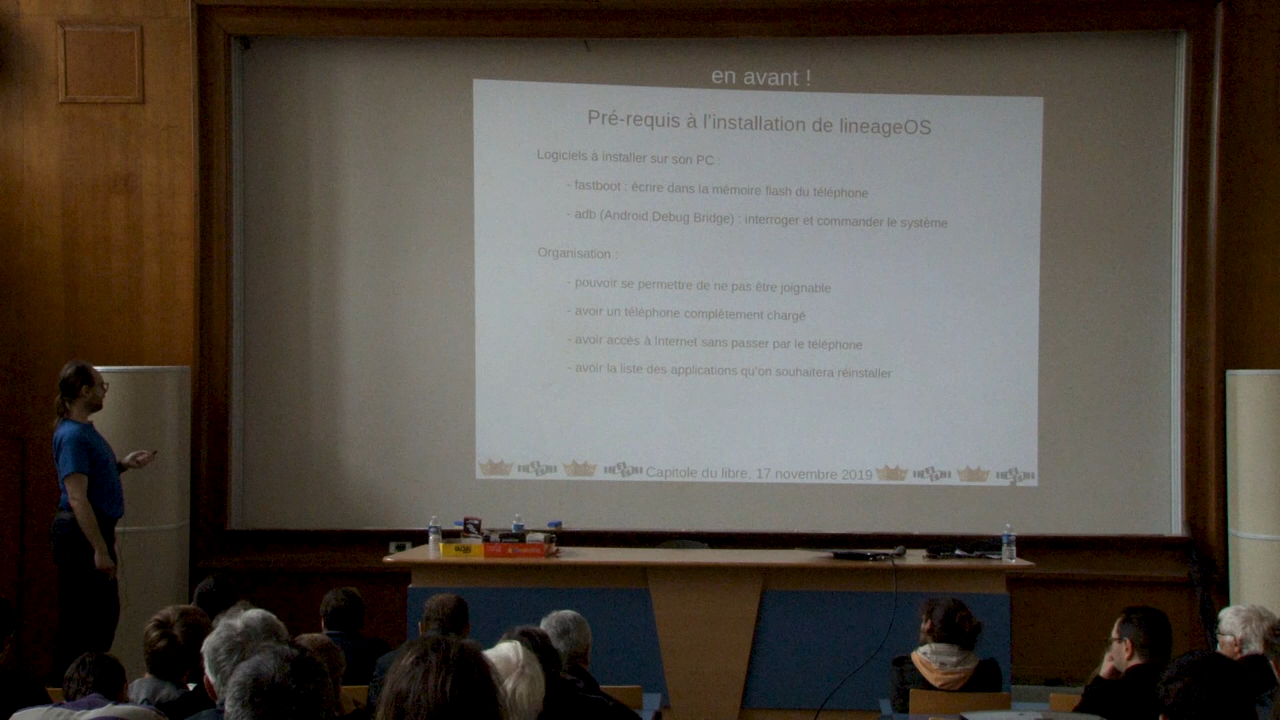 en avant !
Pré-requis à l'installation de lineageOS
Logiciels à installer sur son PC :
- fastboot : écrire dans la mémoire flash du téléphone
- adb (Android Debug Bridge) : interroger et commander le système
Organisation :
- pouvoir se permettre de ne pas être joignable
- avoir un téléphone complètement chargé
- avoir accès à Internet sans passer par le téléphone
- avoir la liste des applications qu'on souhaitera réinstaller
Capitole du libre, 17 novembre 2019